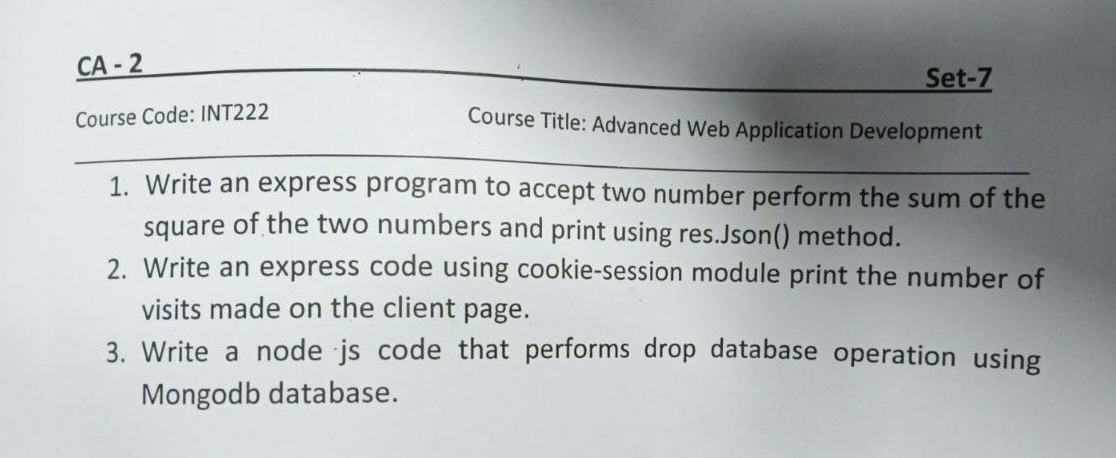 CA - 2
Set-7
Course Code: INT222 Course Title: Advanced Web Application Development
1. Write an express program to accept two number perform the sum of the
square of the two numbers and print using res.Json() method.
2. Write an express code using cookie-session module print the number of
visits made on the client page.
3. Write a node js code that performs drop database operation using
Mongodb database.